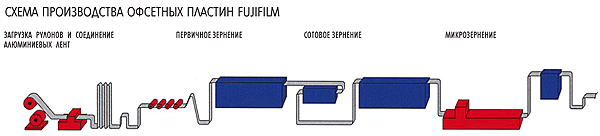 СХЕМА ПРОИЗВОДСТВА ОФСЕТНЫХ ПЛАСТИН FUJIFILM
ЗАГРУЗКА РУЛОНОВ И СОЕДИНЕНИЕ
АЛЮМИНИЕВЫХ ЛЕНТ
ПЕРВИЧНОЕ ЗЕРНЕНИЕ
СОТОВОЕ ЗЕРНЕНИЕ
МИКРОЗЕРНЕНИЕ